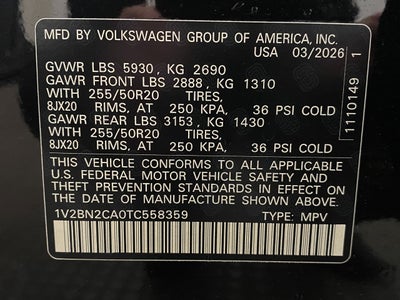 M/FD BY VOLKSWAGEN GROUP OF AMERICA, INC.
USA 03/2026
GVWR LBS 5930, KG 2690
GAWR FRONT LBS 2888, KG 1310
WITH 255/50R20 TIRES,
8JX20 RIMS, AT 250 KPA, 36 PSI COLD
GAWR REAR LBS 3153, KG 1430
WITH 255/50R20 TIRES,
8JX20 RIMS, AT 250 KPA, 36 PSI COLD
THIS VEHICLE CONFORMS TO ALL APPLICABLE
U.S. FEDERAL MOTOR VEHICLE SAFETY AND
THEFT PREVENTION STANDARDS IN EFFECT ON
THE DATE OF MANUFACTURE SHOWN ABOVE.
1V2BN2CA0TC558359 TYPE: MPV
1110149 1